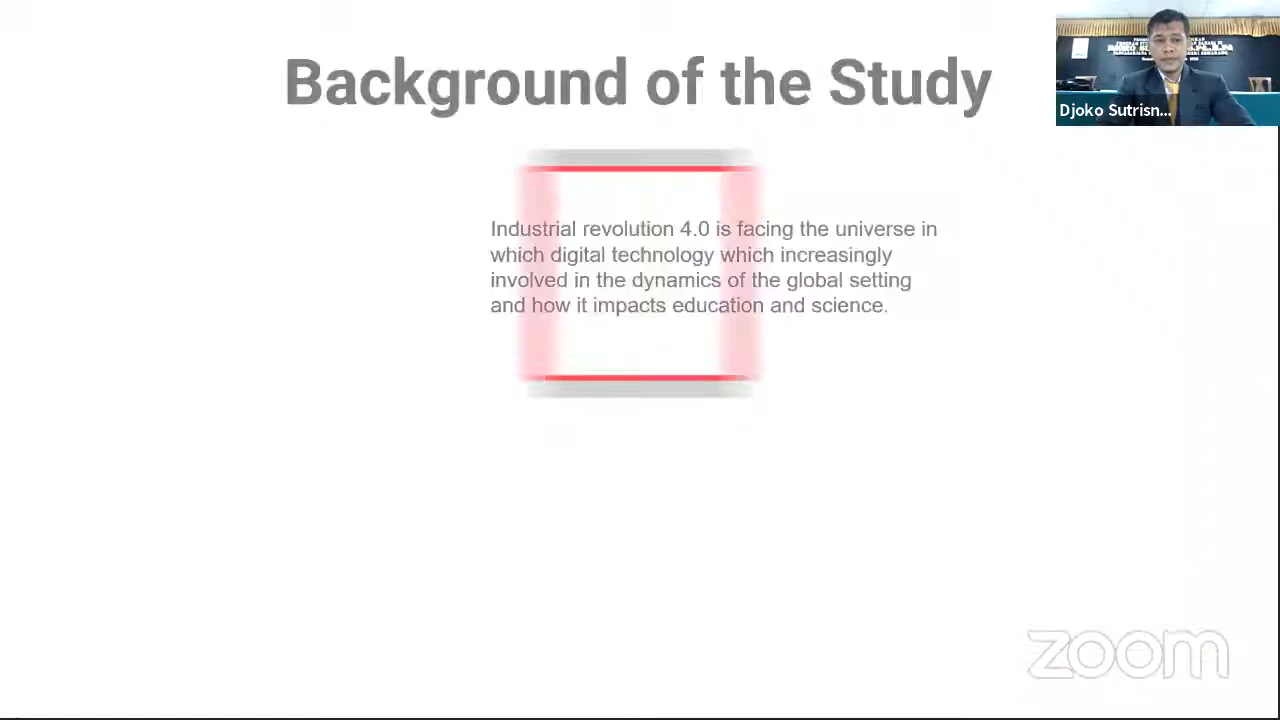 Background of the Study
Djoko Sutrisn...
Industrial revolution 4.0 is facing the universe in
which digital technology which increasingly
involved in the dynamics of the global setting
and how it impacts education and science.
zoom